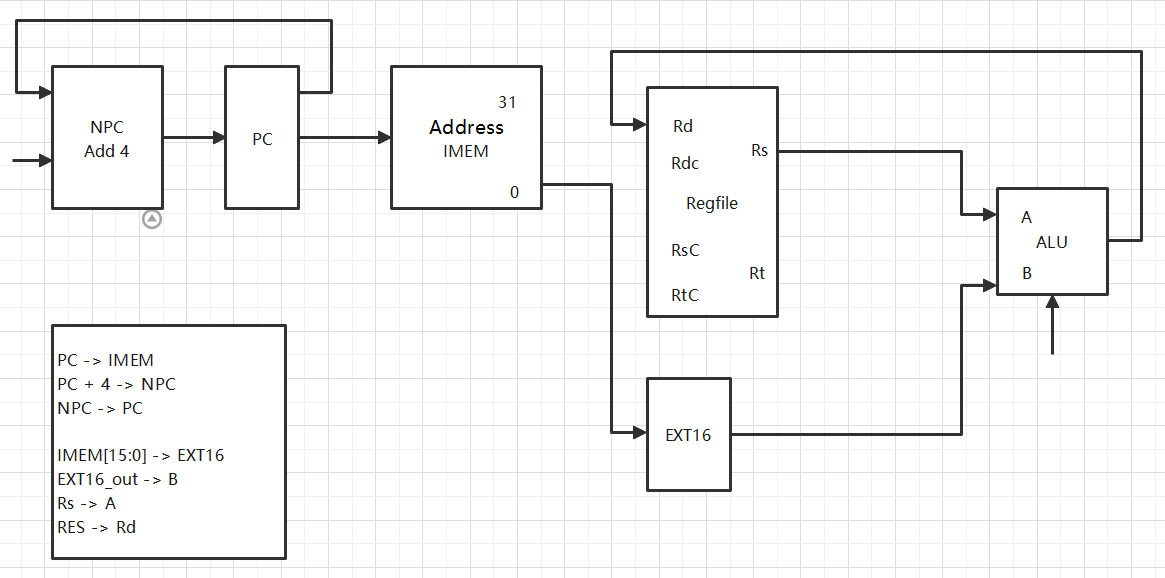 NPC
Add 4
PC
31
Address
IMEM
0
Rd
Rdc
Rs
Regfile
RsC
Rt
RtC
A
ALU
B
EXT16
PC -> IMEM
PC + 4 -> NPC
NPC -> PC
IMEM[15:0] -> EXT16
EXT16_out -> B
Rs -> A
RES -> Rd